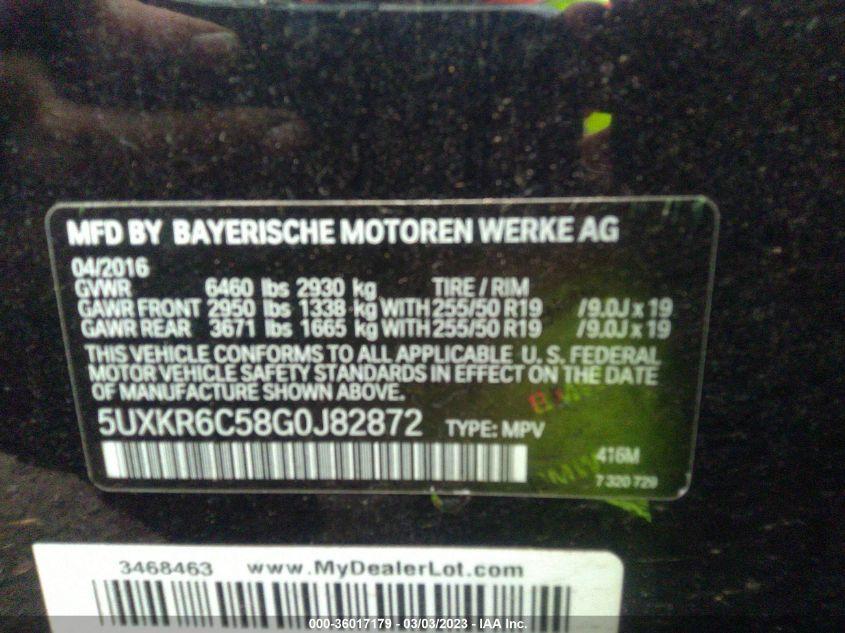 MFD BY BAYERISCHE MOTOREN WERKE AG
04/2016
GVWR 6460 lbs 2930 kg TIRE / RIM
GAWR FRONT 2950 lbs 1338 kg WITH 255/50 R19 /9.0J x 19
GAWR REAR 3671 lbs 1665 kg WITH 255/50 R19 /9.0J x 19
THIS VEHICLE CONFORMS TO ALL APPLICABLE U. S. FEDERAL
MOTOR VEHICLE SAFETY STANDARDS IN EFFECT ON THE DATE
OF MANUFACTURE SHOWN ABOVE.
5UXKR6C58G0J82872 TYPE: MPV
416M
7 320 729
3468463 www.MyDealerLot.com
000-36017179 - 03/03/2023 - IAA Inc.